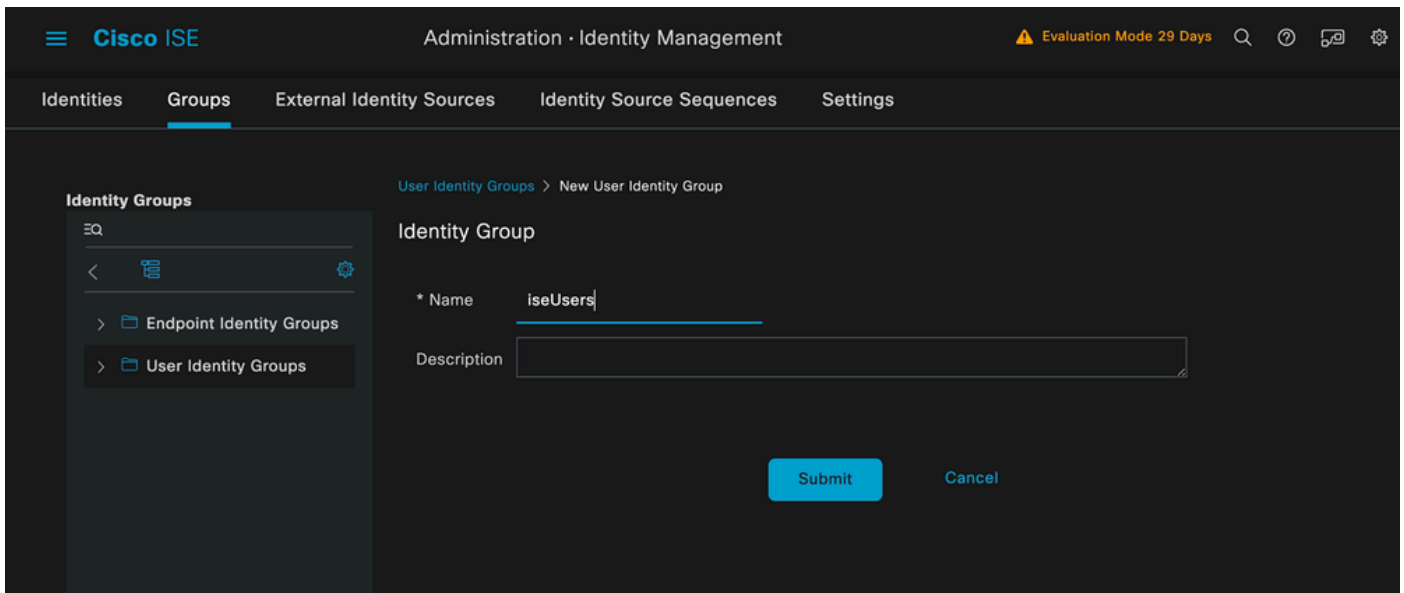 Cisco ISE
Administration · Identity Management
Evaluation Mode 29 Days
Identities Groups External Identity Sources Identity Source Sequences Settings
Identity Groups
Endpoint Identity Groups
User Identity Groups
User Identity Groups > New User Identity Group
Identity Group
* Name iseUsers
Description
Submit Cancel